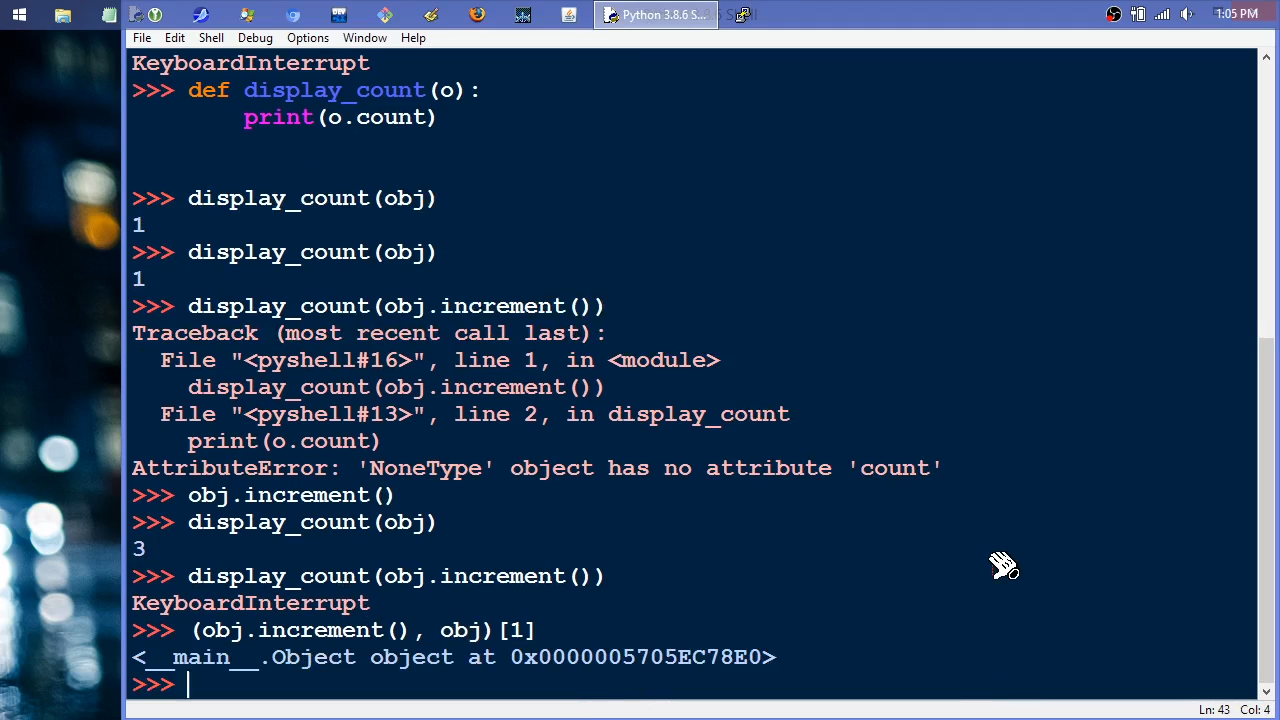 Python 3.8.6 S...
1:05 PM
File Edit Shell Debug Options Window Help
KeyboardInterrupt
>>> def display_count(o):
        print(o.count)
>>> display_count(obj)
1
>>> display_count(obj)
1
>>> display_count(obj.increment())
Traceback (most recent call last):
  File "<pyshell#16>", line 1, in <module>
    display_count(obj.increment())
  File "<pyshell#13>", line 2, in display_count
    print(o.count)
AttributeError: 'NoneType' object has no attribute 'count'
>>> obj.increment()
>>> display_count(obj)
3
>>> display_count(obj.increment())
KeyboardInterrupt
>>> (obj.increment(), obj)[1]
<__main__.Object object at 0x0000005705EC78E0>
>>>
Ln: 43 Col: 4